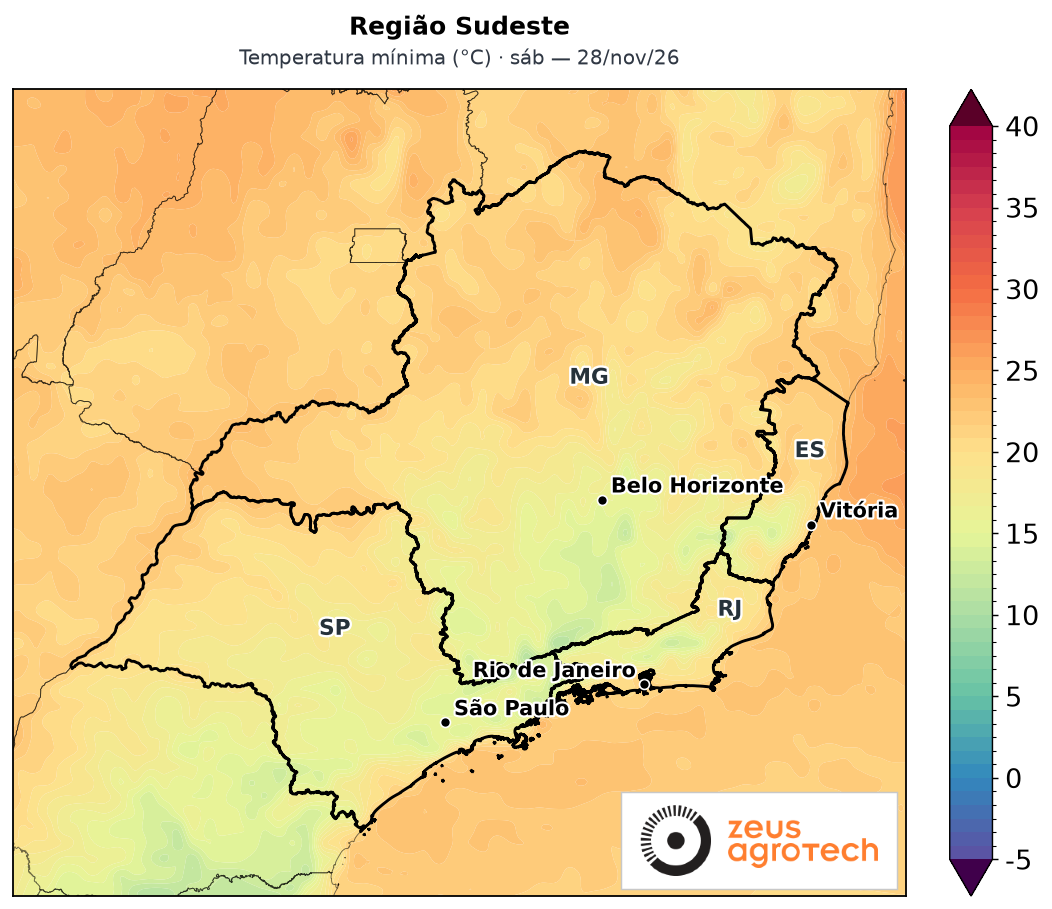 Região Sudeste
Temperatura mínima (°C) · sáb — 28/nov/26
40
35
30
25
20
15
10
5
0
-5
MG
ES
Belo Horizonte
Vitória
RJ
SP
Rio de Janeiro
São Paulo
zeus
agrotech